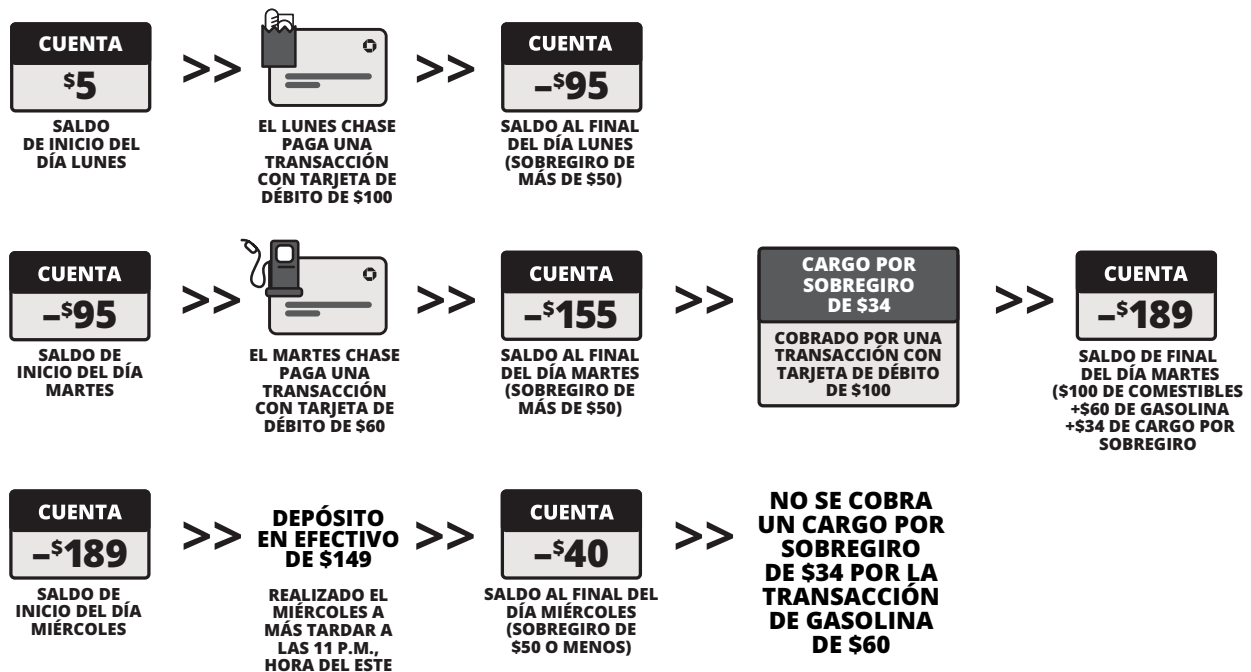 CUENTA
$5
SALDO
DE INICIO DEL
DÍA LUNES
>>
EL LUNES CHASE
PAGA UNA
TRANSACCIÓN
CON TARJETA DE
DÉBITO DE $100
>>
CUENTA
–$95
SALDO AL FINAL
DEL DÍA LUNES
(SOBREGIRO DE
MÁS DE $50)
CUENTA
–$95
SALDO DE
INICIO DEL DÍA
MARTES
>>
EL MARTES CHASE
PAGA UNA
TRANSACCIÓN
CON TARJETA DE
DÉBITO DE $60
>>
CUENTA
–$155
SALDO AL FINAL
DEL DÍA MARTES
(SOBREGIRO DE
MÁS DE $50)
>>
CARGO POR
SOBREGIRO
DE $34
COBRADO POR UNA
TRANSACCIÓN CON
TARJETA DE DÉBITO
DE $100
>>
CUENTA
–$189
SALDO DE FINAL
DEL DÍA MARTES
($100 DE COMESTIBLES
+$60 DE GASOLINA
+$34 DE CARGO POR
SOBREGIRO
CUENTA
–$189
SALDO DE
INICIO DEL DÍA
MIÉRCOLES
>>
DEPÓSITO
EN EFECTIVO
DE $149
REALIZADO EL
MIÉRCOLES A
MÁS TARDAR A
LAS 11 P.M.,
HORA DEL ESTE
>>
CUENTA
–$40
SALDO AL FINAL DEL
DÍA MIÉRCOLES
(SOBREGIRO DE
$50 O MENOS)
>>
NO SE COBRA
UN CARGO POR
SOBREGIRO
DE $34 POR LA
TRANSACCIÓN
DE GASOLINA
DE $60